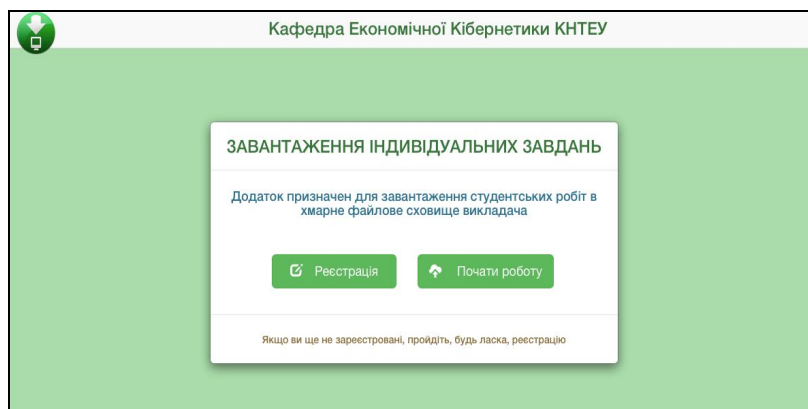 Кафедра Економічної Кібернетики КНТЕУ
ЗАВАНТАЖЕННЯ ІНДИВІДУАЛЬНИХ ЗАВДАНЬ
Додаток призначен для завантаження студентських робіт в
хмарне файлове сховище викладача
Реєстрація
Почати роботу
Якщо ви ще не зареєстровані, пройдіть, будь ласка, реєстрацію